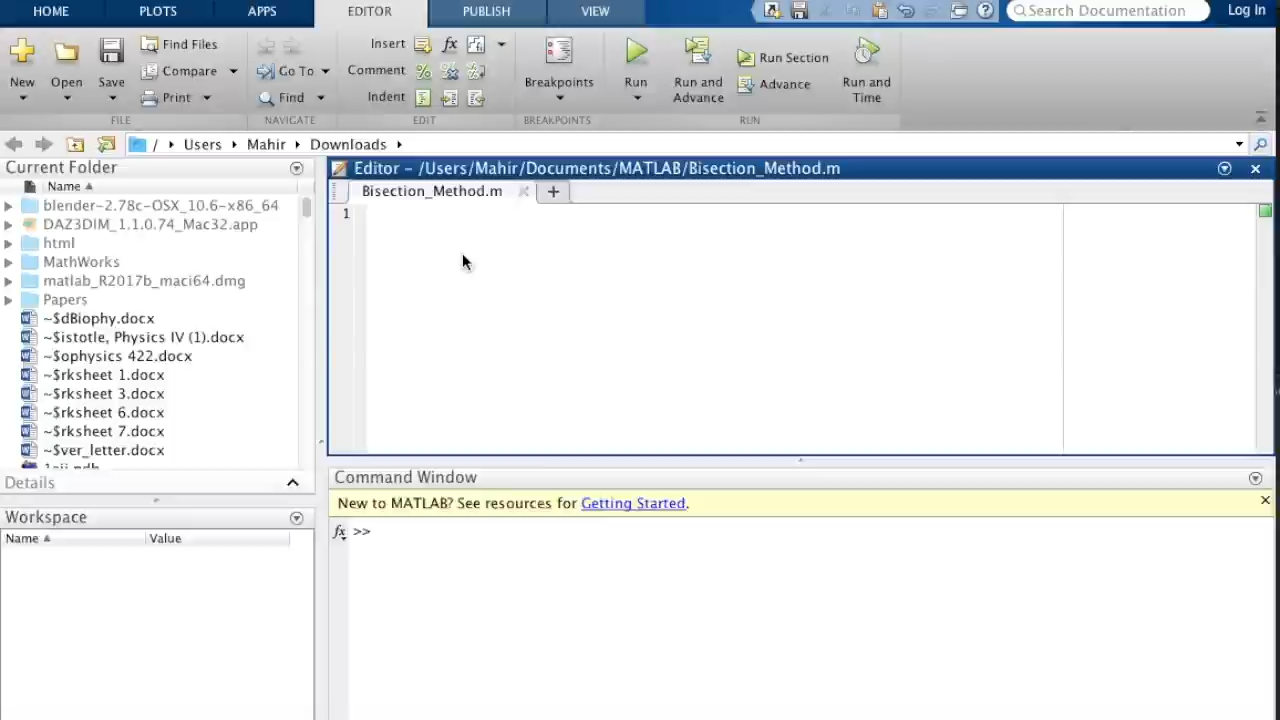 HOME PLOTS APPS EDITOR PUBLISH VIEW Search Documentation Log In
New Open Save Find Files Compare Print
FILE
Go To Find
NAVIGATE
Insert fx
Comment
Indent
EDIT
Breakpoints
BREAKPOINTS
Run Run and Advance Run Section Advance Run and Time
RUN
/ Users Mahir Downloads
Current Folder
Name
blender-2.78c-OSX_10.6-x86_64
DAZ3DIM_1.1.0.74_Mac32.app
html
MathWorks
matlab_R2017b_maci64.dmg
Papers
~$dBiophy.docx
~$istotle, Physics IV (1).docx
~$ophysics 422.docx
~$rksheet 1.docx
~$rksheet 3.docx
~$rksheet 6.docx
~$rksheet 7.docx
~$ver_letter.docx
Details
Workspace
Name Value
Editor - /Users/Mahir/Documents/MATLAB/Bisection_Method.m
Bisection_Method.m
1
Command Window
New to MATLAB? See resources for Getting Started.
fx >>